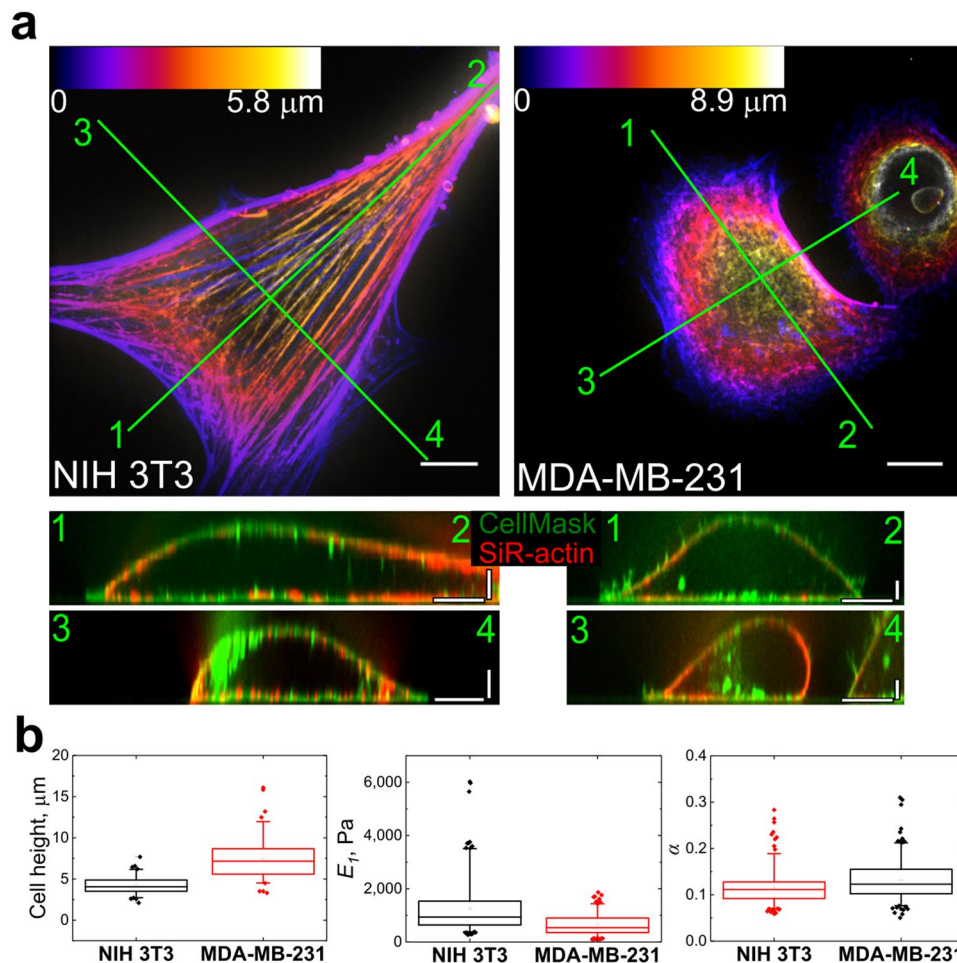 a
0 5.8 μm
2
3
1
4
NIH 3T3
0 8.9 μm
1
4
3
2
MDA-MB-231
1 2
CellMask
SiR-actin
1 2
3 4
3 4
b
Cell height, μm
20
15
10
5
0
NIH 3T3 MDA-MB-231
E1, Pa
6,000
4,000
2,000
0
NIH 3T3 MDA-MB-231
α
0.4
0.3
0.2
0.1
0.0
NIH 3T3 MDA-MB-231